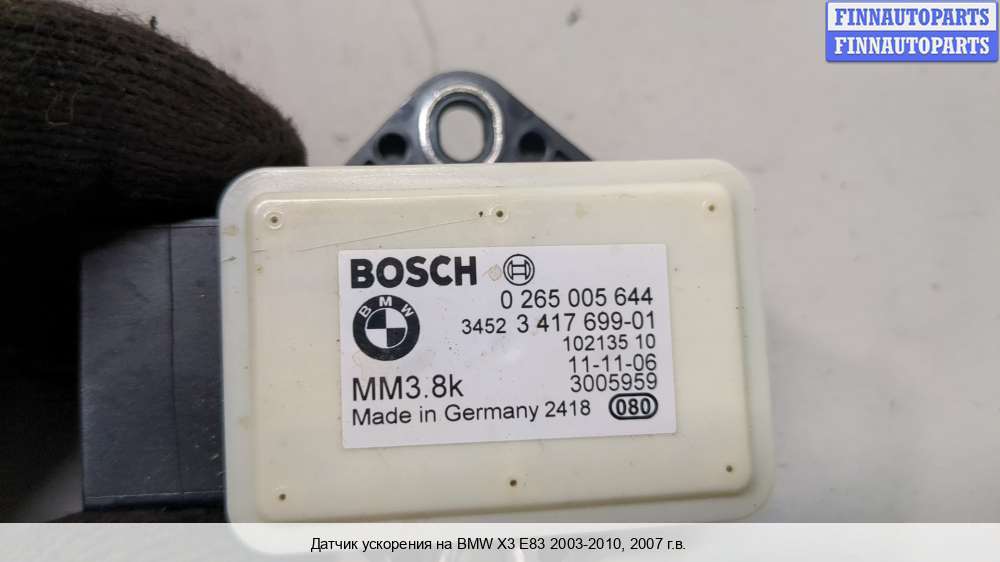 FINNAUTOPARTS
FINNAUTOPARTS
BOSCH
BMW
0 265 005 644
3452 3 417 699-01
102135 10
11-11-06
MM3.8k
3005959
Made in Germany 2418 080
Датчик ускорения на BMW X3 E83 2003-2010, 2007 г.в.